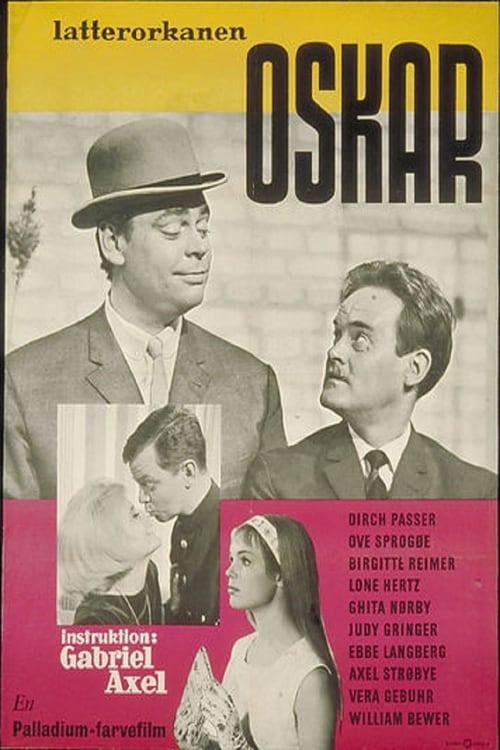 latterorkanen
OSKAR
DIRCH PASSER
OVE SPROGØE
BIRGITTE REIMER
LONE HERTZ
GHITA NØRBY
JUDY GRINGER
EBBE LANGBERG
AXEL STRØBYE
VERA GEBUHR
WILLIAM BEWER
instruktion:
Gabriel
Axel
En
Palladium-farvefilm